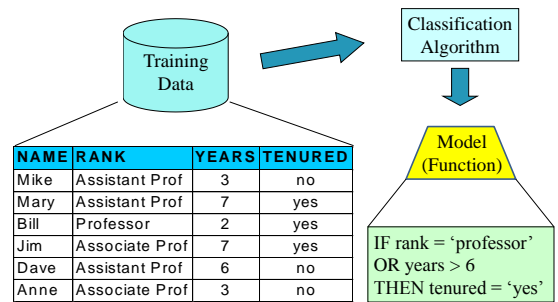 Classification
Algorithm
Training
Data
Model
(Function)
NAME RANK YEARS TENURED
Mike Assistant Prof 3 no
Mary Assistant Prof 7 yes
Bill Professor 2 yes
Jim Associate Prof 7 yes
Dave Assistant Prof 6 no
Anne Associate Prof 3 no
IF rank = ‘professor’
OR years > 6
THEN tenured = ‘yes’